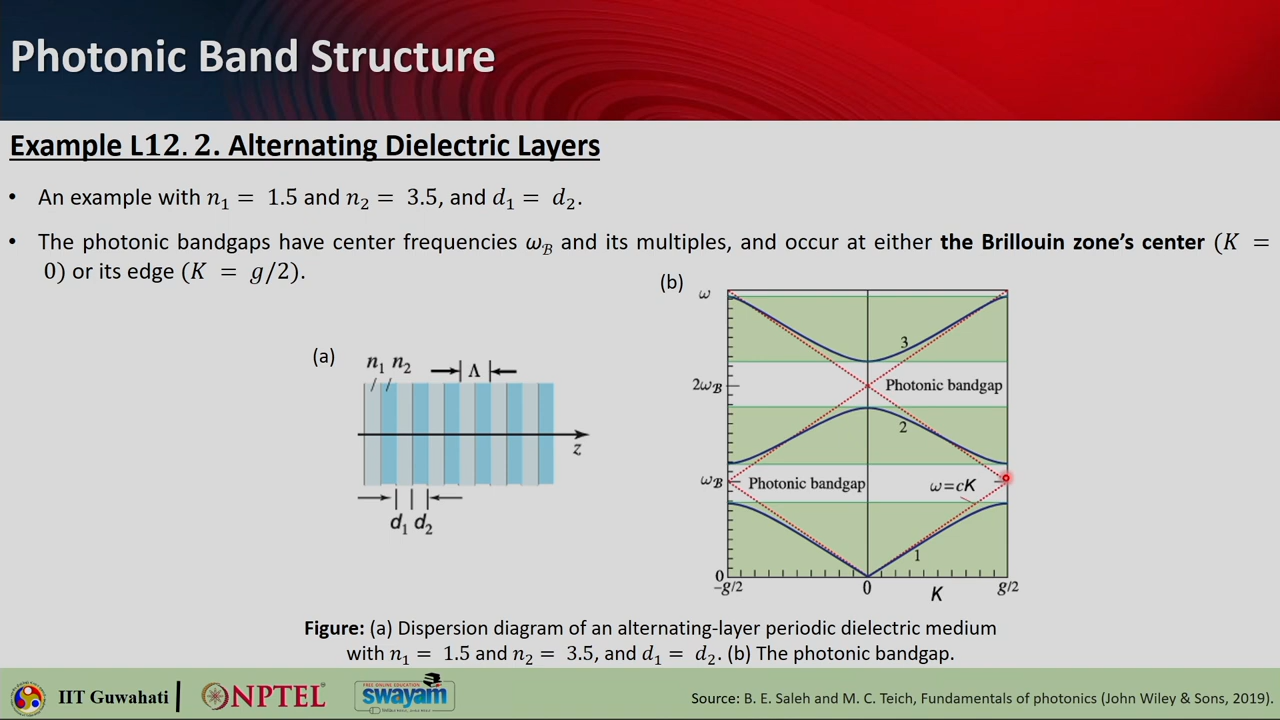 Photonic Band Structure
Example L12.2. Alternating Dielectric Layers
• An example with n₁ = 1.5 and n₂ = 3.5, and d₁ = d₂.
• The photonic bandgaps have center frequencies ω_ℬ and its multiples, and occur at either the Brillouin zone's center (K =
0) or its edge (K = g/2).
(a)
n₁ n₂
Λ
z
d₁ d₂
(b)
ω
3
2ω_ℬ
Photonic bandgap
2
ω_ℬ
Photonic bandgap
ω=cK
1
0
-g/2
0
K
g/2
Figure: (a) Dispersion diagram of an alternating-layer periodic dielectric medium
with n₁ = 1.5 and n₂ = 3.5, and d₁ = d₂. (b) The photonic bandgap.
IIT Guwahati
NPTEL
FREE ONLINE EDUCATION
swayam
Source: B. E. Saleh and M. C. Teich, Fundamentals of photonics(John Wiley & Sons, 2019).